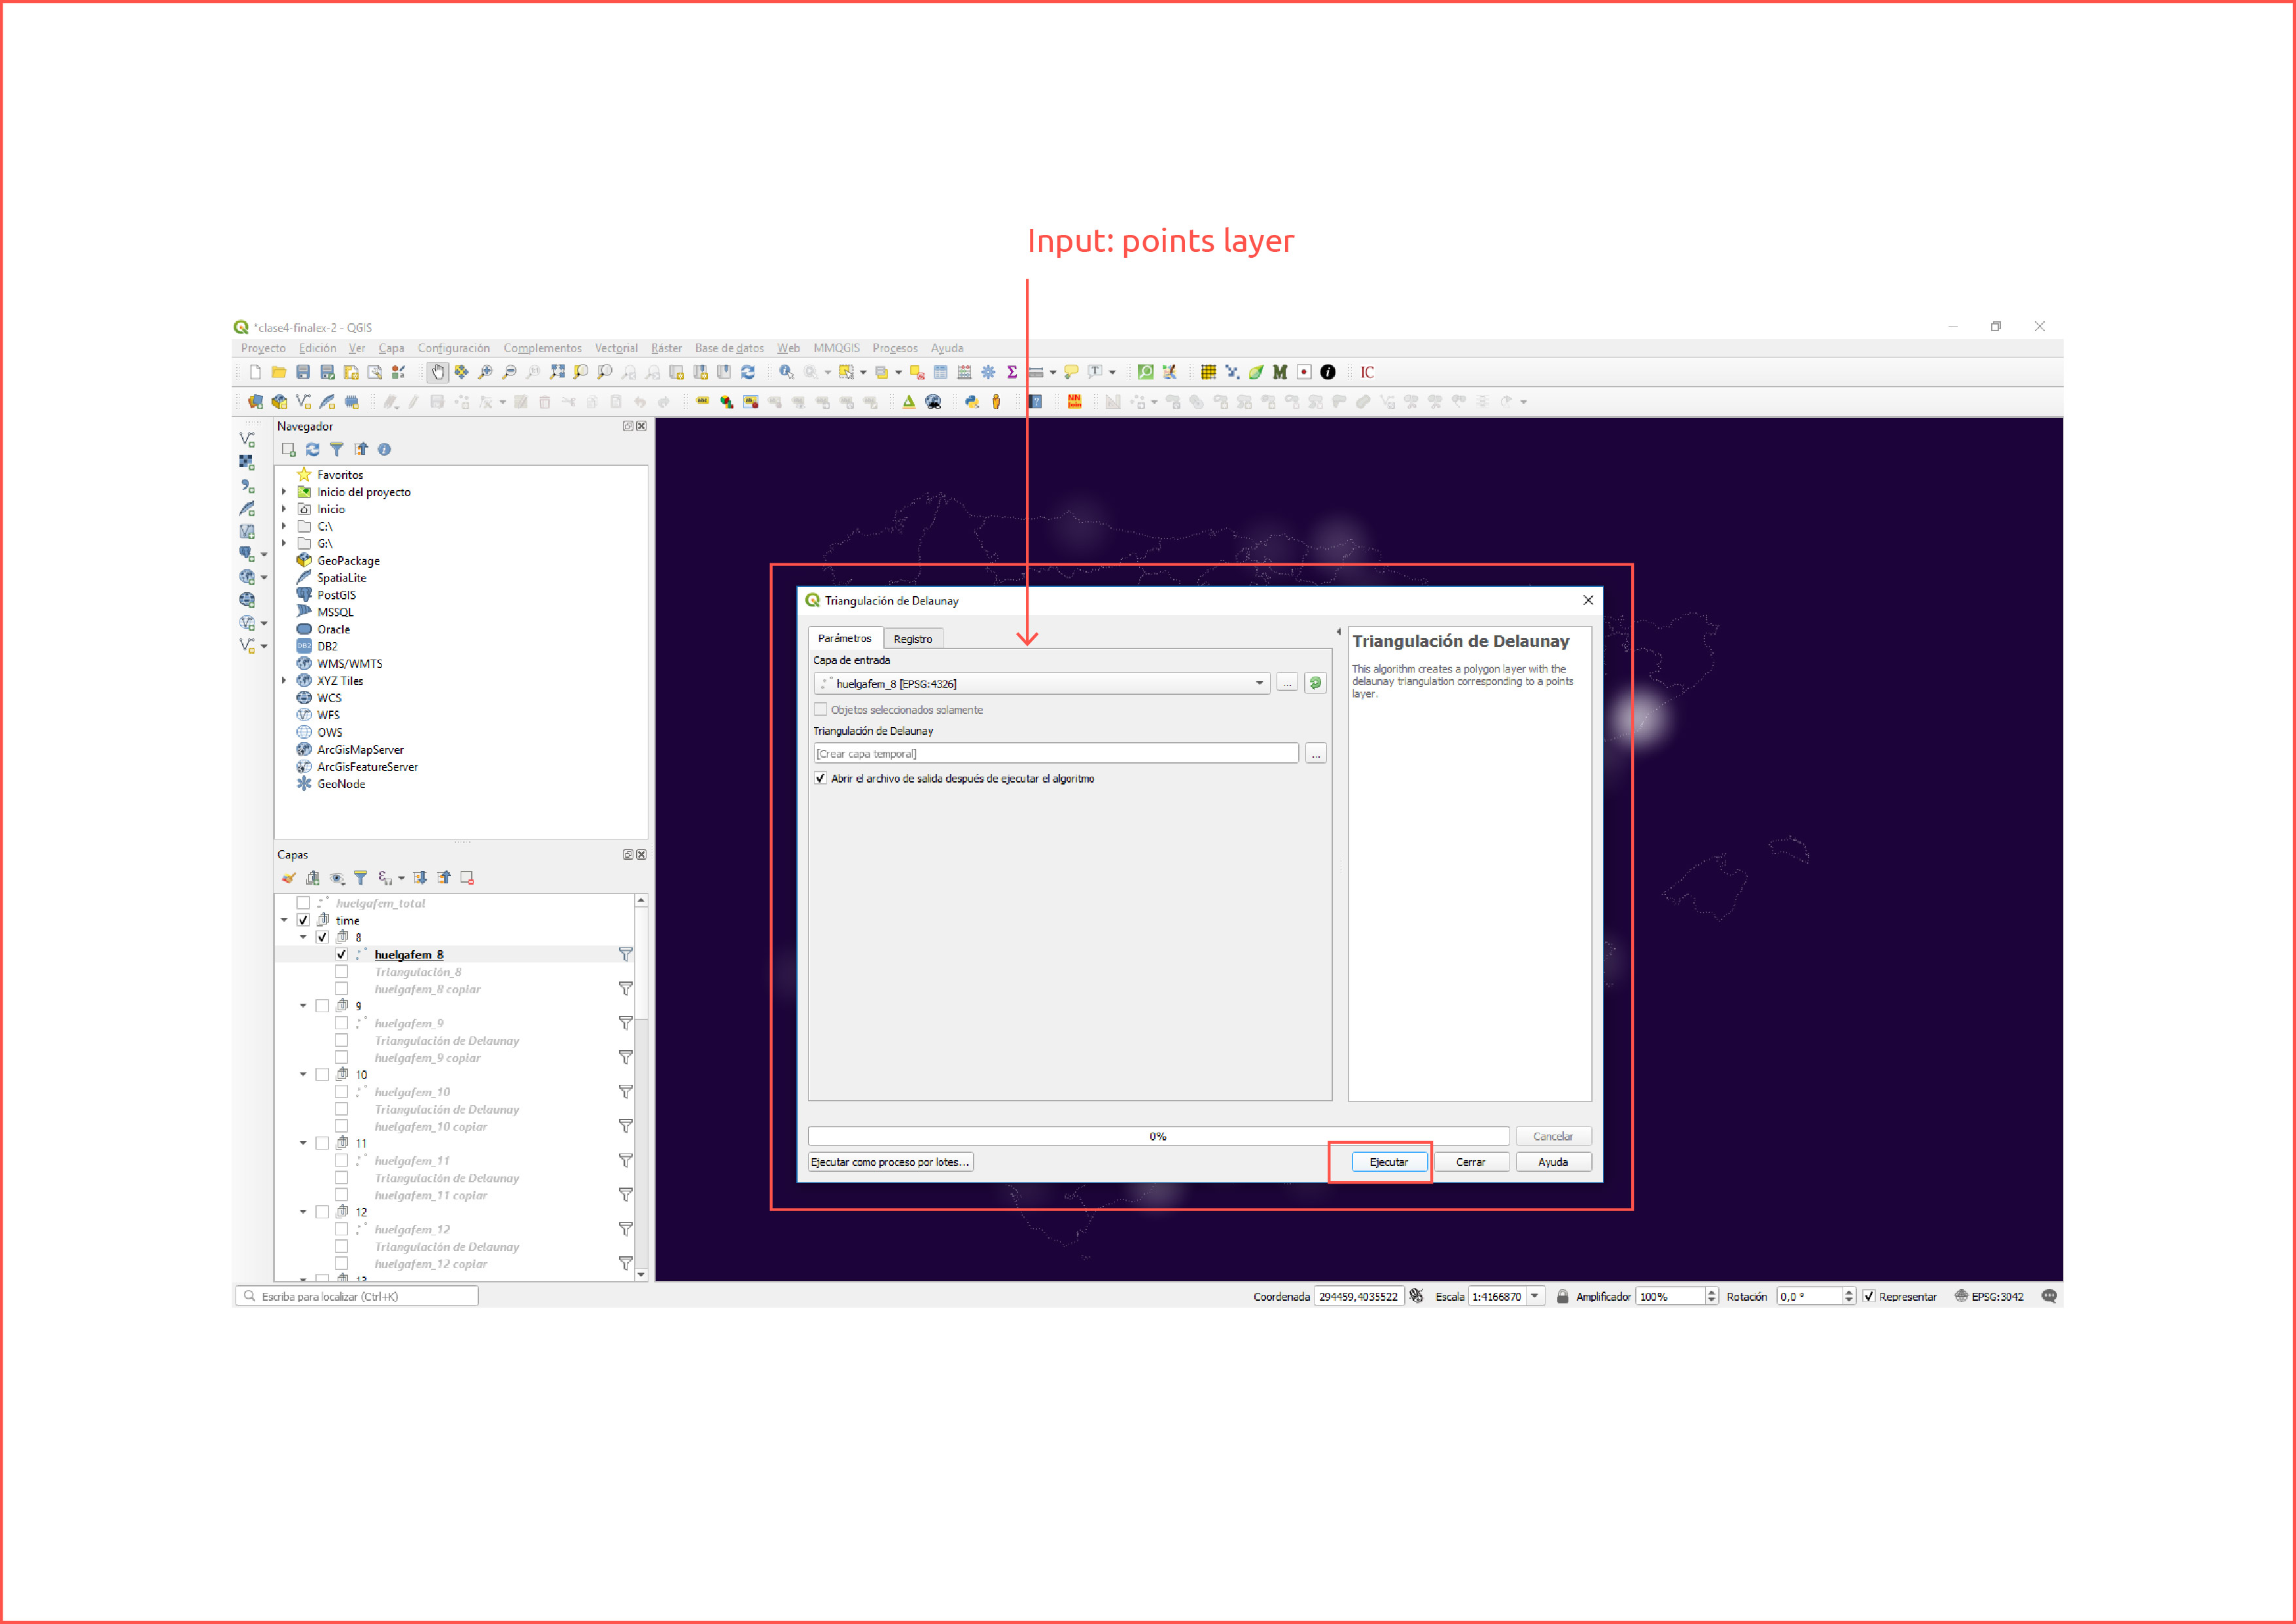 Input: points layer
*clase4-finalex-2 - QGIS
Proyecto Edición Ver Capa Configuración Complementos Vectorial Ráster Base de datos Web MMQGIS Procesos Ayuda
IC
Navegador
Favoritos
Inicio del proyecto
Inicio
C:\
G:\
GeoPackage
SpatiaLite
PostGIS
MSSQL
Oracle
DB2
WMS/WMTS
XYZ Tiles
WCS
WFS
OWS
ArcGisMapServer
ArcGisFeatureServer
GeoNode
Capas
huelgafem_total
time
8
huelgafem_8
Triangulación_8
huelgafem_8 copiar
9
huelgafem_9
Triangulación de Delaunay
huelgafem_9 copiar
10
huelgafem_10
Triangulación de Delaunay
huelgafem_10 copiar
11
huelgafem_11
Triangulación de Delaunay
huelgafem_11 copiar
12
huelgafem_12
Triangulación de Delaunay
huelgafem_12 copiar
13
Triangulación de Delaunay
Parámetros Registro
Capa de entrada
huelgafem_8 [EPSG:4326]
...
Objetos seleccionados solamente
Triangulación de Delaunay
[Crear capa temporal]
...
Abrir el archivo de salida después de ejecutar el algoritmo
Triangulación de Delaunay
This algorithm creates a polygon layer with the
delaunay triangulation corresponding to a points
layer.
0%
Cancelar
Ejecutar como proceso por lotes... Ejecutar Cerrar Ayuda
Escriba para localizar (Ctrl+K) Coordenada 294459,4035522 Escala 1:4166870 Amplificador 100% Rotación 0,0 ° Representar EPSG:3042